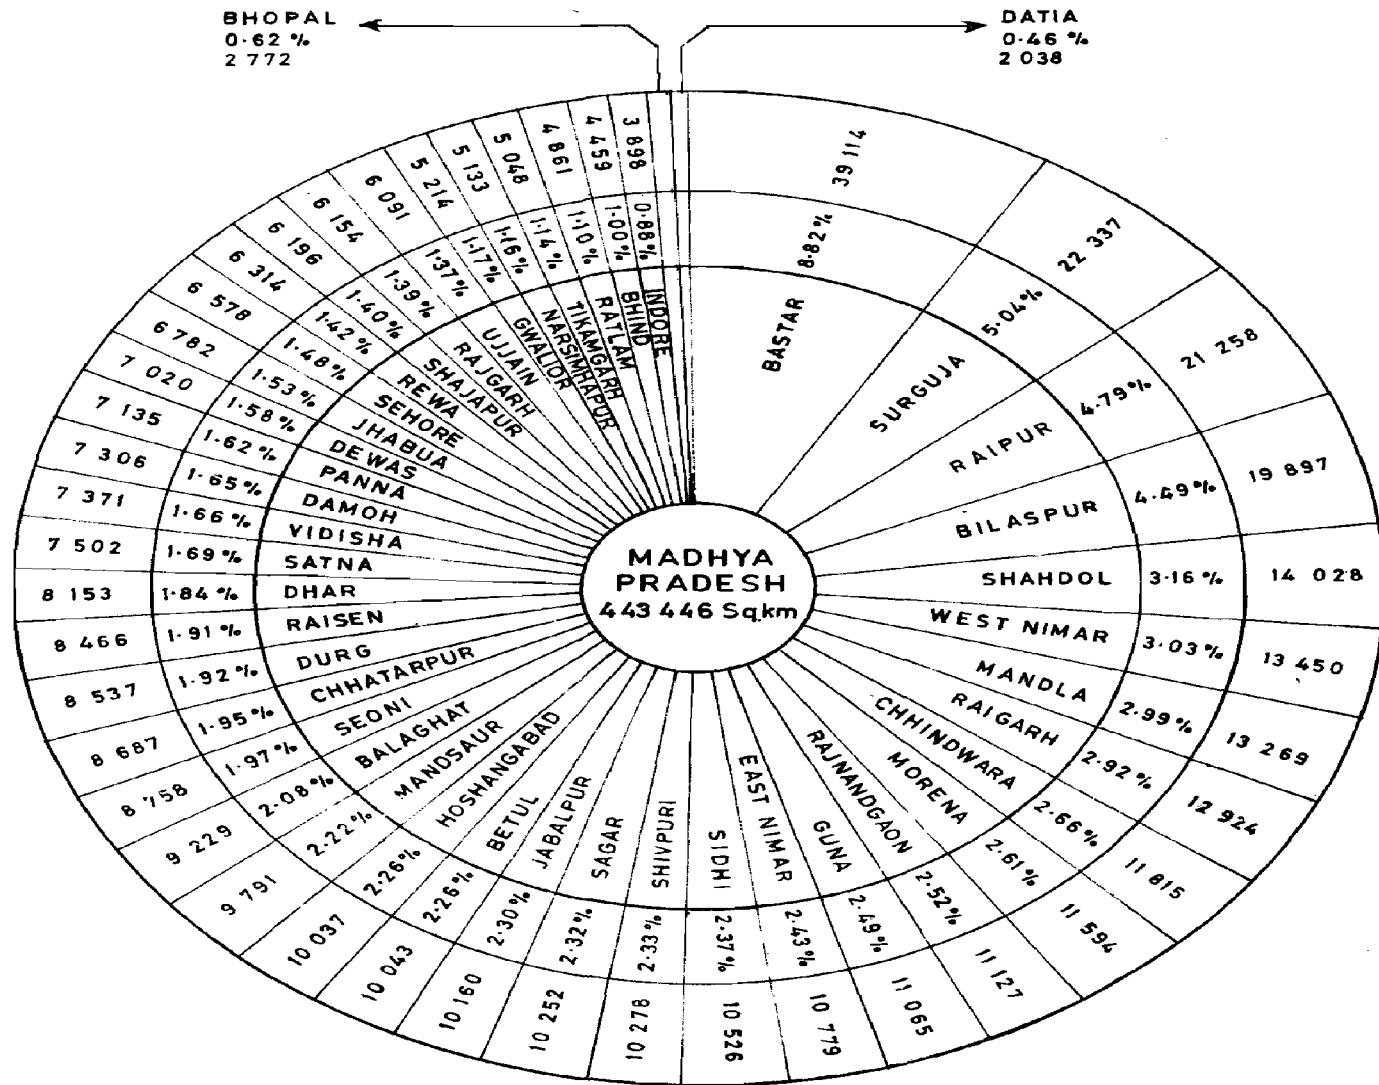 BHOPAL
0·62 %
2 772
DATIA
0·46 %
2 038
MADHYA
PRADESH
443 446 Sq.km
BASTAR
8·82%
39 114
SURGUJA
5·04%
22 337
RAIPUR
4·79%
21 258
BILASPUR
4·49%
19 897
SHAHDOL
3·16 %
14 028
WEST NIMAR
3·03 %
13 450
MANDLA
2·99%
13 269
RAIGARH
2·92%
12 924
CHHINDWARA
2·66%
11 815
MORENA
2·61%
11 594
RAJNANDGAON
2·52%
11 127
GUNA
2·49%
11 065
EAST NIMAR
2·43%
10 779
SIDHI
2·37%
10 526
SHIVPURI
2·33%
10 278
SAGAR
2·32%
10 252
JABALPUR
2·30%
10 160
BETUL
2·26%
10 043
HOSHANGABAD
2·26%
10 037
MANDSAUR
2·22%
9 791
BALAGHAT
2·08%
9 229
SEONI
1·97%
8 758
CHHATARPUR
1·95%
8 687
DURG
1·92%
8 537
RAISEN
1·91%
8 466
DHAR
1·84%
8 153
SATNA
1·69%
7 502
VIDISHA
1·66%
7 371
DAMOH
1·65%
7 306
PANNA
1·62%
7 135
DEWAS
1·58%
7 020
JHABUA
1·53%
6 782
SEHORE
1·48%
6 578
REWA
1·42%
6 314
SHAJAPUR
1·40%
6 196
RAJGARH
1·39%
6 154
UJJAIN
1·37%
6 091
GWALIOR
1·17%
5 214
NARSIMHAPUR
1·16%
5 133
TIKAMGARH
1·14%
5 048
RATLAM
1·10%
4 861
BHIND
1·00%
4 459
INDORE
0·88%
3 898